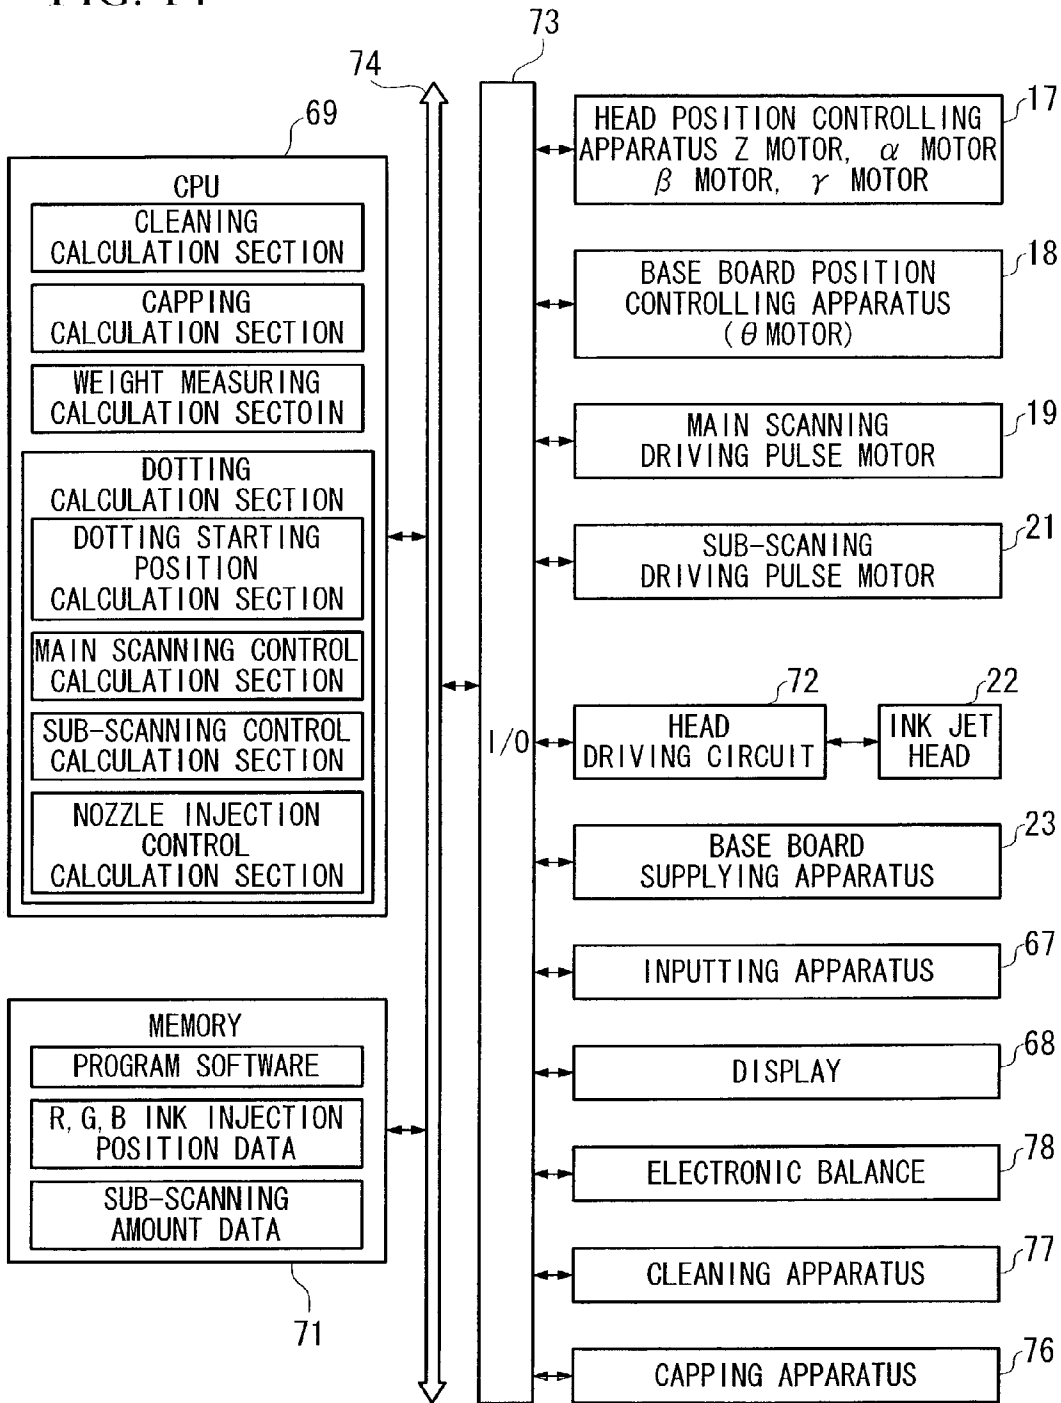 FIG. 14
73
74
69
CPU
CLEANING
CALCULATION SECTION
CAPPING
CALCULATION SECTION
WEIGHT MEASURING
CALCULATION SECTOIN
DOTTING
CALCULATION SECTION
DOTTING STARTING
POSITION
CALCULATION SECTION
MAIN SCANNING CONTROL
CALCULATION SECTION
SUB-SCANNING CONTROL
CALCULATION SECTION
NOZZLE INJECTION
CONTROL
CALCULATION SECTION
MEMORY
PROGRAM SOFTWARE
R, G, B INK INJECTION
POSITION DATA
SUB-SCANNING
AMOUNT DATA
71
I/O
17
HEAD POSITION CONTROLLING
APPARATUS Z MOTOR, α MOTOR
β MOTOR, γ MOTOR
18
BASE BOARD POSITION
CONTROLLING APPARATUS
(θ MOTOR)
19
MAIN SCANNING
DRIVING PULSE MOTOR
21
SUB-SCANING
DRIVING PULSE MOTOR
72
HEAD
DRIVING CIRCUIT
22
INK JET
HEAD
23
BASE BOARD
SUPPLYING APPARATUS
67
INPUTTING APPARATUS
68
DISPLAY
78
ELECTRONIC BALANCE
77
CLEANING APPARATUS
76
CAPPING APPARATUS